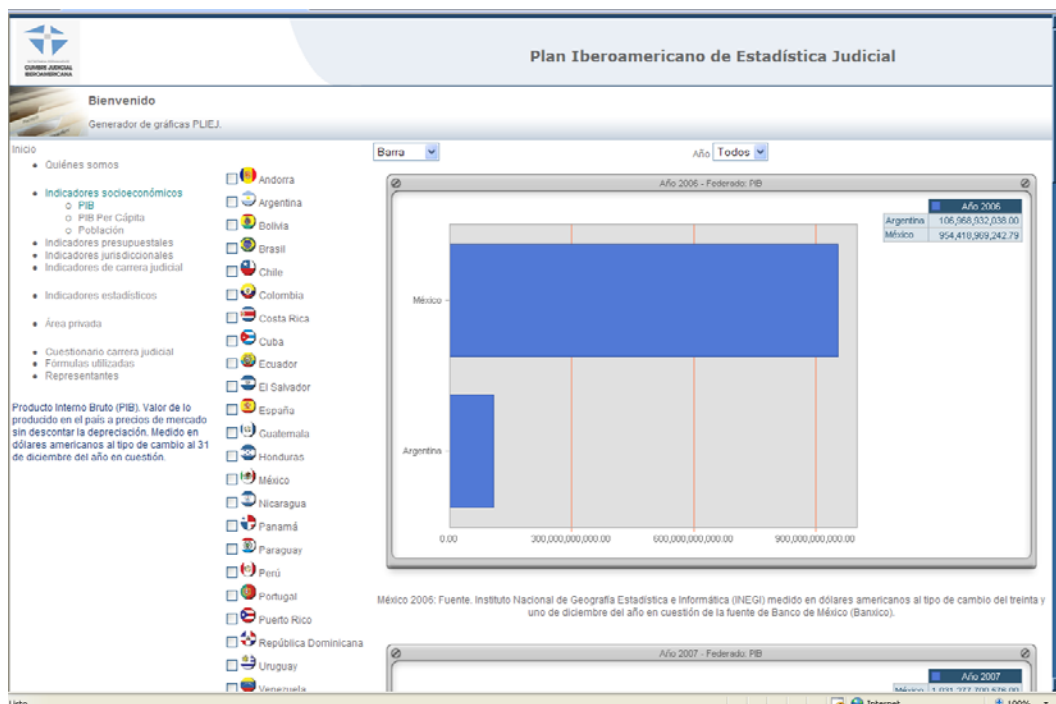 CUMBRE JUDICIAL
IBEROAMERICANA
Plan Iberoamericano de Estadística Judicial
Bienvenido
Generador de gráficas PLIEJ.
Inicio
Quiénes somos
Indicadores socioeconómicos
PIB
PIB Per Cápita
Población
Indicadores presupuestales
Indicadores jurisdiccionales
Indicadores de carrera judicial
Indicadores estadísticos
Área privada
Cuestionario carrera judicial
Fórmulas utilizadas
Representantes
Producto Interno Bruto (PIB). Valor de lo
producido en el país a precios de mercado
sin descontar la depreciación. Medido en
dólares americanos al tipo de cambio al 31
de diciembre del año en cuestión.
Andorra
Argentina
Bolivia
Brasil
Chile
Colombia
Costa Rica
Cuba
Ecuador
El Salvador
España
Guatemala
Honduras
México
Nicaragua
Panamá
Paraguay
Perú
Portugal
Puerto Rico
República Dominicana
Uruguay
Venezuela
Barra
Año Todos
Año 2006 - Federado: PIB
Año 2006
Argentina 106,968,932,038.00
México 954,418,969,242.79
México
Argentina
0.00 300,000,000,000.00 600,000,000,000.00 900,000,000,000.00
México 2006: Fuente. Instituto Nacional de Geografía Estadística e Informática (INEGI) medido en dólares americanos al tipo de cambio del treinta y
uno de diciembre del año en cuestión de la fuente de Banco de México (Banxico).
Año 2007 - Federado: PIB
Año 2007
México
Listo
Internet
100%